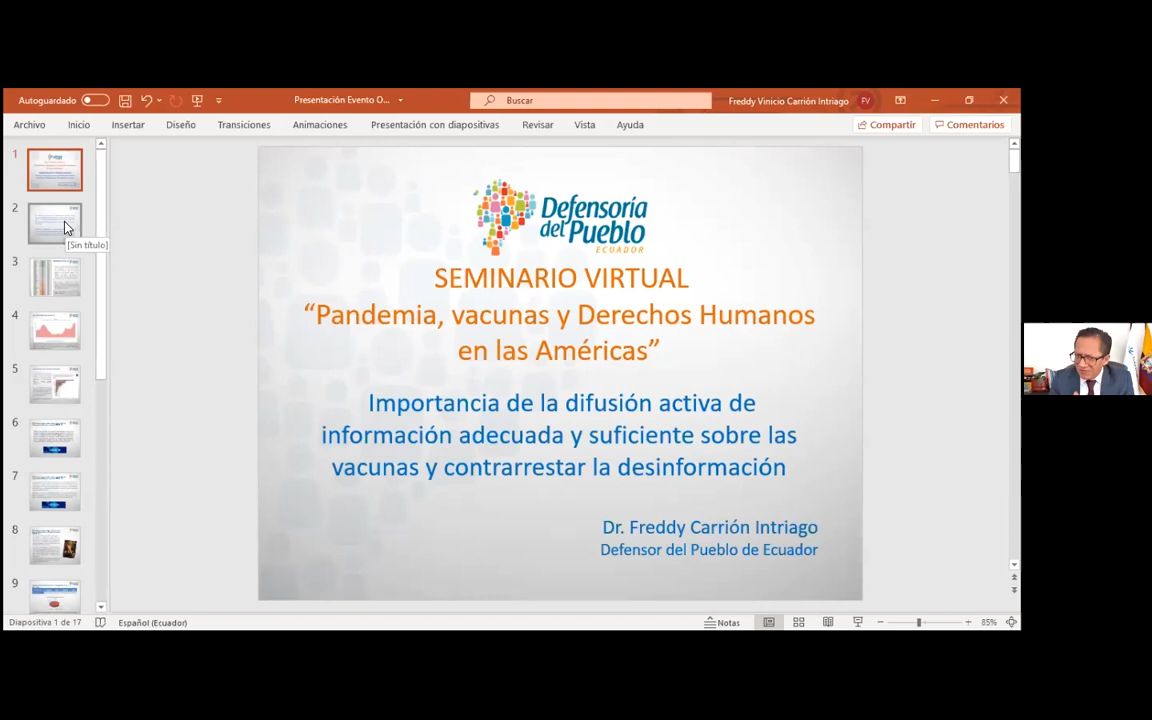 Autoguardado
Presentación Evento O...
Buscar
Freddy Vinicio Carrión Intriago
FV
Archivo
Inicio
Insertar
Diseño
Transiciones
Animaciones
Presentación con diapositivas
Revisar
Vista
Ayuda
Compartir
Comentarios
1
2
[Sin título]
3
4
5
6
7
8
9
Defensoría
del Pueblo
ECUADOR
SEMINARIO VIRTUAL
“Pandemia, vacunas y Derechos Humanos
en las Américas”
Importancia de la difusión activa de
información adecuada y suficiente sobre las
vacunas y contrarrestar la desinformación
Dr. Freddy Carrión Intriago
Defensor del Pueblo de Ecuador
Diapositiva 1 de 17
Español (Ecuador)
Notas
85%